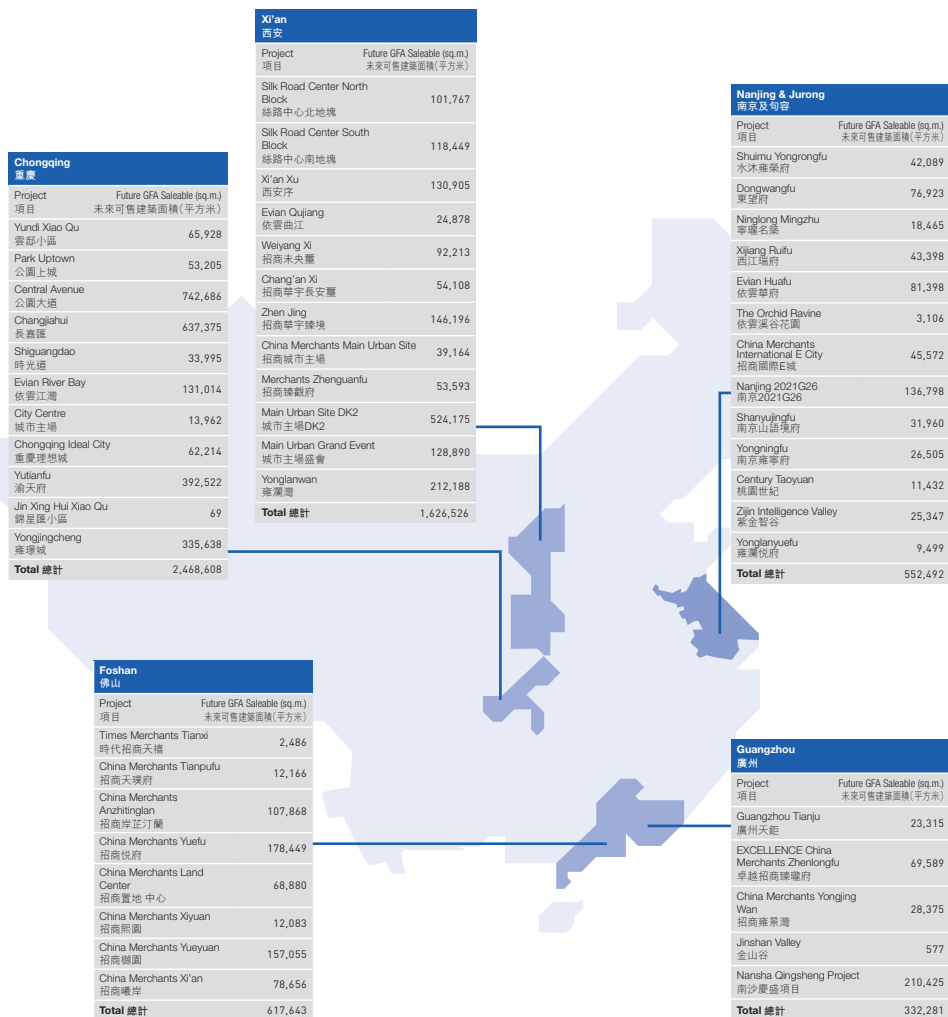 Xi'an
西安
Project Future GFA Saleable (sq.m.)
項目 未來可售建築面積(平方米)
Silk Road Center North
Block
絲路中心北地塊
101,767
Silk Road Center South
Block
絲路中心南地塊
118,449
Xi'an Xu
西安序
130,905
Evian Qujiang
依雲曲江
24,878
Weiyang Xi
招商未央璽
92,213
Chang'an Xi
招商華宇長安璽
54,108
Zhen Jing
招商華宇臻境
146,196
China Merchants Main Urban Site
招商城市主場
39,164
Merchants Zhenguanfu
招商臻觀府
53,593
Main Urban Site DK2
城市主場DK2
524,175
Main Urban Grand Event
城市主場盛會
128,890
Yonglanwan
雍瀾灣
212,188
Total 總計 1,626,526
Nanjing & Jurong
南京及句容
Project Future GFA Saleable (sq.m.)
項目 未來可售建築面積(平方米)
Shuimu Yongrongfu
水沐雍榮府
42,089
Dongwangfu
東望府
76,923
Ninglong Mingzhu
寧瓏名築
18,465
Xijiang Ruifu
西江瑞府
43,398
Evian Huafu
依雲華府
81,398
The Orchid Ravine
依雲溪谷花園
3,106
China Merchants
International E City
招商國際E城
45,572
Nanjing 2021G26
南京2021G26
136,798
Shanyujingfu
南京山語境府
31,960
Yongningfu
南京雍寧府
26,505
Century Taoyuan
桃園世紀
11,432
Zijin Intelligence Valley
紫金智谷
25,347
Yonglanyuefu
雍瀾悅府
9,499
Total 總計 552,492
Chongqing
重慶
Project Future GFA Saleable (sq.m.)
項目 未來可售建築面積(平方米)
Yundi Xiao Qu
雲邸小區
65,928
Park Uptown
公園上城
53,205
Central Avenue
公園大道
742,686
Changjiahui
長嘉匯
637,375
Shiguangdao
時光道
33,995
Evian River Bay
依雲江灣
131,014
City Centre
城市主場
13,962
Chongqing Ideal City
重慶理想城
62,214
Yutianfu
渝天府
392,522
Jin Xing Hui Xiao Qu
錦星匯小區
69
Yongjingcheng
雍璟城
335,638
Total 總計 2,468,608
Foshan
佛山
Project Future GFA Saleable (sq.m.)
項目 未來可售建築面積(平方米)
Times Merchants Tianxi
時代招商天禧
2,486
China Merchants Tianpufu
招商天璞府
12,166
China Merchants
Anzhitinglan
招商岸芷汀蘭
107,868
China Merchants Yuefu
招商悦府
178,449
China Merchants Land
Center
招商置地 中心
68,880
China Merchants Xiyuan
招商熙園
12,083
China Merchants Yueyuan
招商樾園
157,055
China Merchants Xi'an
招商曦岸
78,656
Total 總計 617,643
Guangzhou
廣州
Project Future GFA Saleable (sq.m.)
項目 未來可售建築面積(平方米)
Guangzhou Tianju
廣州天鉅
23,315
EXCELLENCE China
Merchants Zhenlongfu
卓越招商臻瓏府
69,589
China Merchants Yongjing
Wan
招商雍景灣
28,375
Jinshan Valley
金山谷
577
Nansha Qingsheng Project
南沙慶盛項目
210,425
Total 總計 332,281